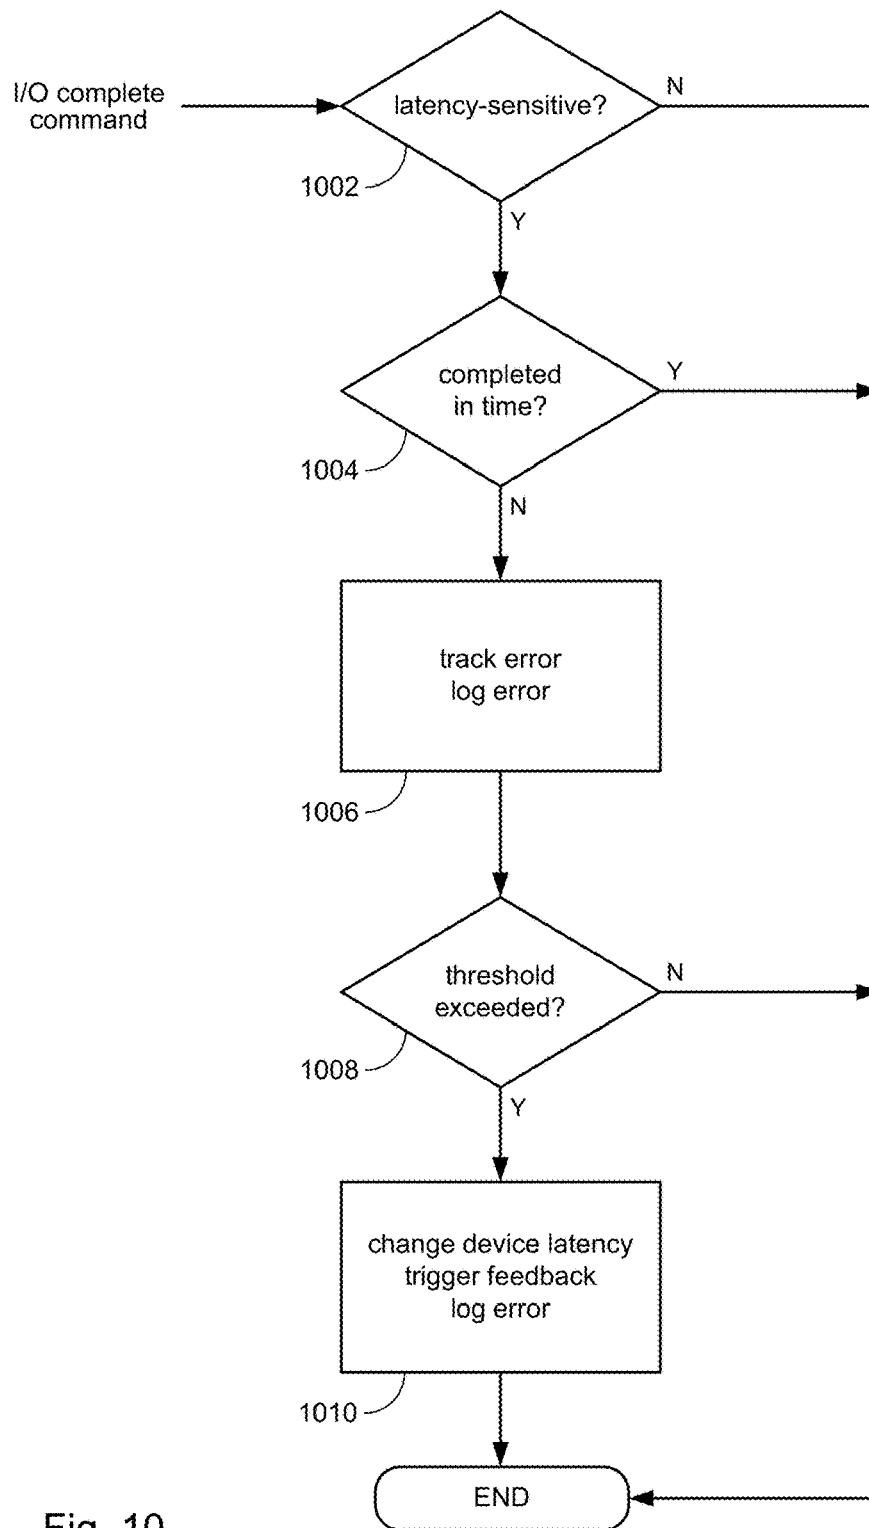 I/O complete
command
latency-sensitive?
N
1002
Y
completed
in time?
Y
1004
N
track error
log error
1006
threshold
exceeded?
N
1008
Y
change device latency
trigger feedback
log error
1010
END
Fig. 10